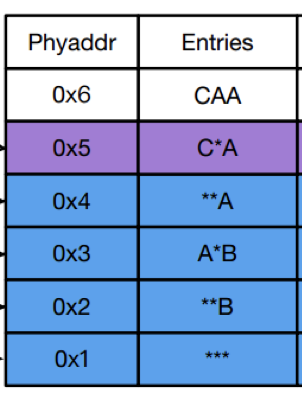 Phyaddr Entries
0x6 CAA
0x5 C*A
0x4 **A
0x3 A*B
0x2 **B
0x1 ***